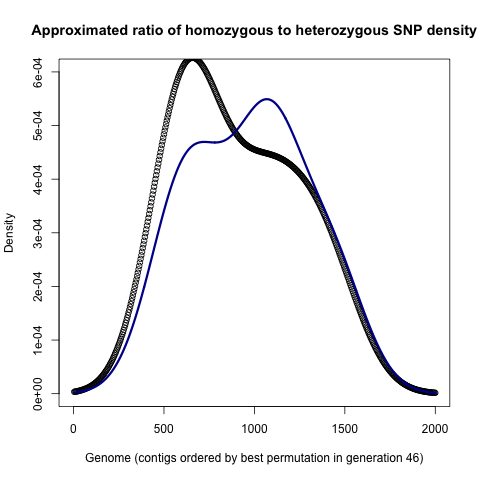 Approximated ratio of homozygous to heterozygous SNP density
6e-04
5e-04
4e-04
3e-04
2e-04
1e-04
0e+00
Density
0 500 1000 1500 2000
Genome (contigs ordered by best permutation in generation 46)